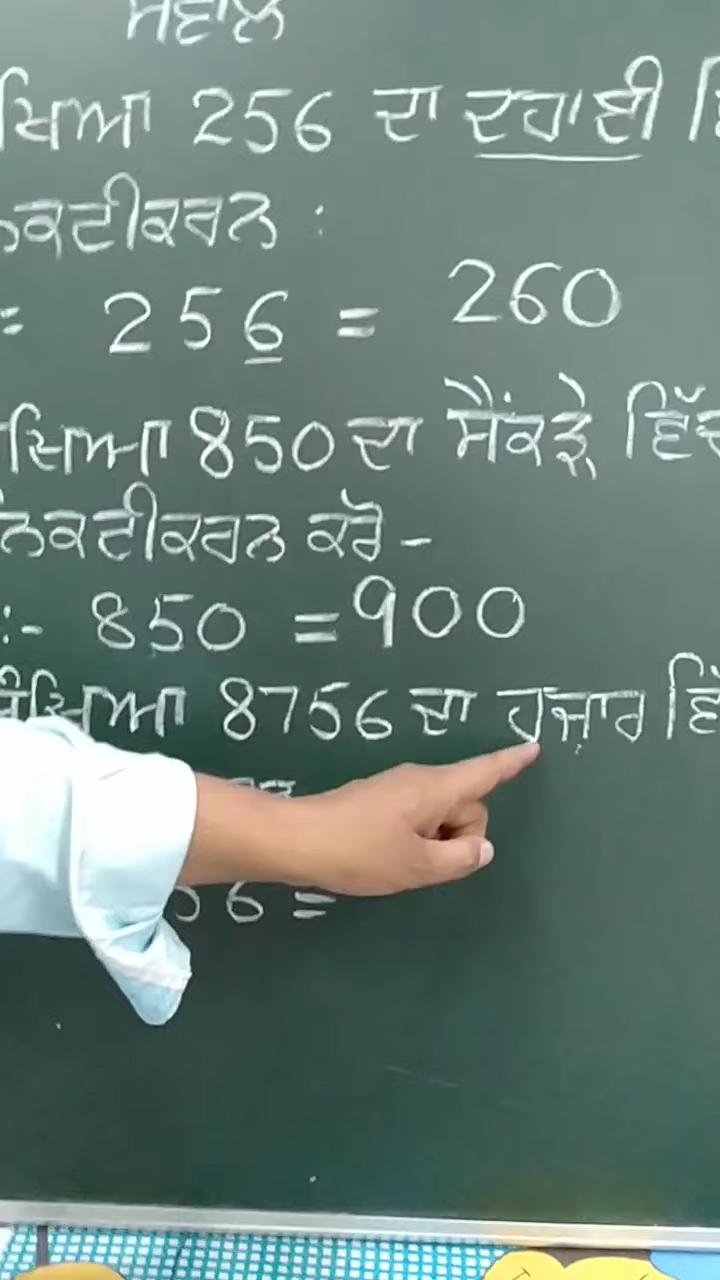 ਸਵਾਲ
ਖਿਆ 256 ਦਾ ਦਹਾਈ
ਨਿਕਟੀਕਰਨ :
= 256 = 260
ਖਿਆ 850 ਦਾ ਸੈਂਕੜੇ ਵਿੱਚ
ਨਿਕਟੀਕਰਨ ਕਰੋ -
:- 850 = 900
ਸੰਖਿਆ 8756 ਦਾ ਹਜ਼ਾਰ ਵਿੱ
56 =